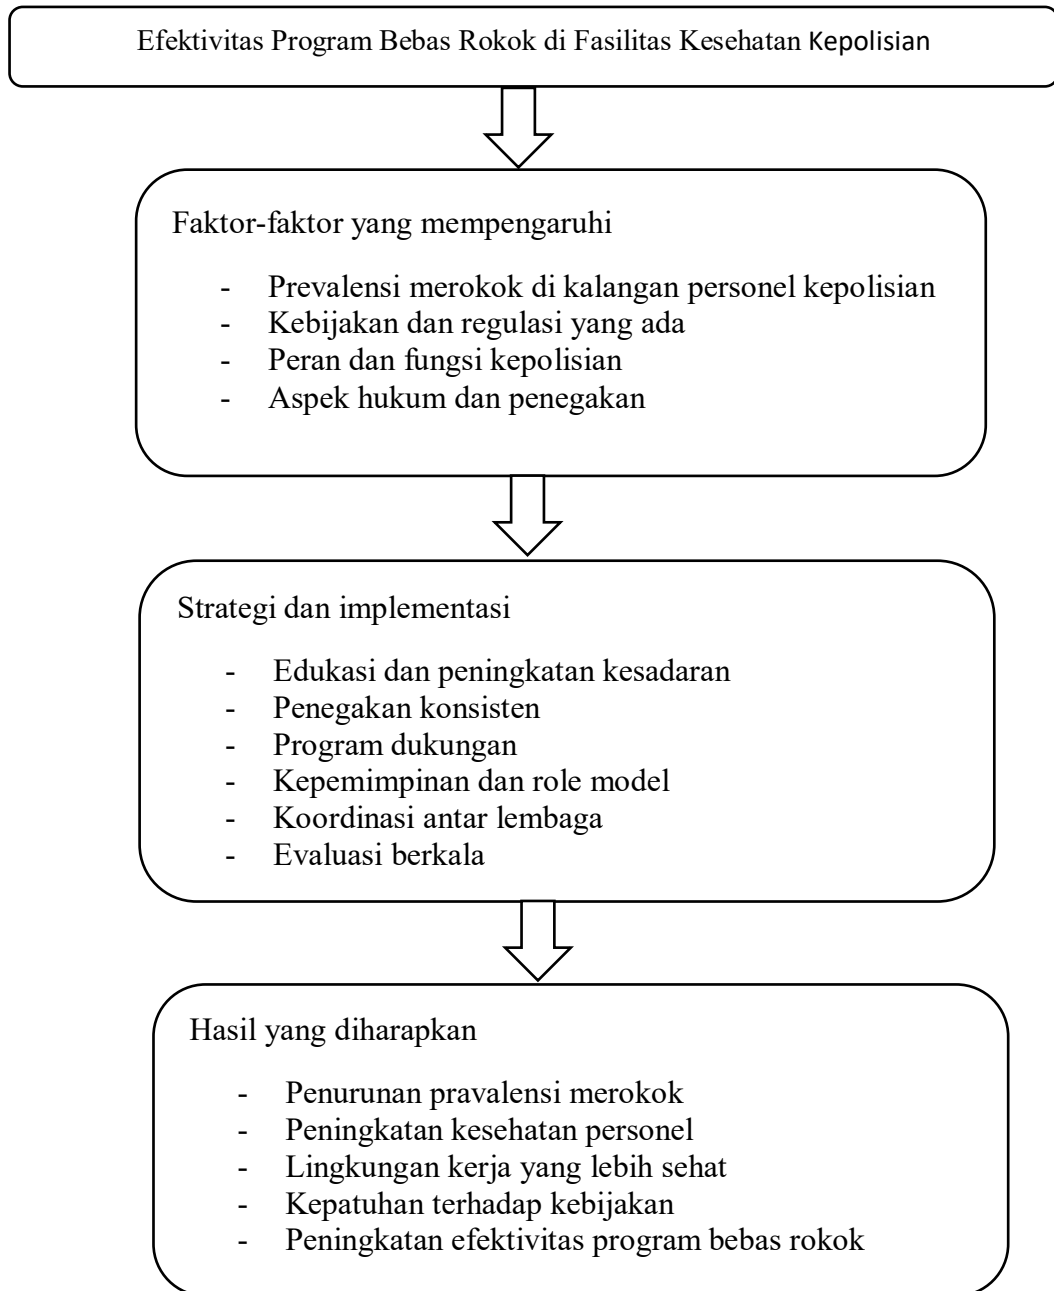 Efektivitas Program Bebas Rokok di Fasilitas Kesehatan Kepolisian
Faktor-faktor yang mempengaruhi
- Prevalensi merokok di kalangan personel kepolisian
- Kebijakan dan regulasi yang ada
- Peran dan fungsi kepolisian
- Aspek hukum dan penegakan
Strategi dan implementasi
- Edukasi dan peningkatan kesadaran
- Penegakan konsisten
- Program dukungan
- Kepemimpinan dan role model
- Koordinasi antar lembaga
- Evaluasi berkala
Hasil yang diharapkan
- Penurunan pravalensi merokok
- Peningkatan kesehatan personel
- Lingkungan kerja yang lebih sehat
- Kepatuhan terhadap kebijakan
- Peningkatan efektivitas program bebas rokok